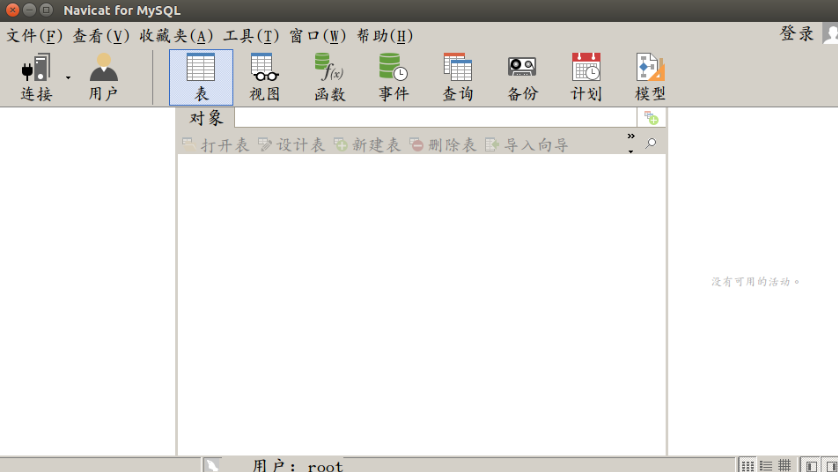 Navicat for MySQL
文件(F) 查看(V) 收藏夹(A) 工具(T) 窗口(W) 帮助(H) 登录
连接 用户 表 视图 函数 事件 查询 备份 计划 模型
对象
打开表 设计表 新建表 删除表 导入向导 »
没有可用的活动。
用户: root